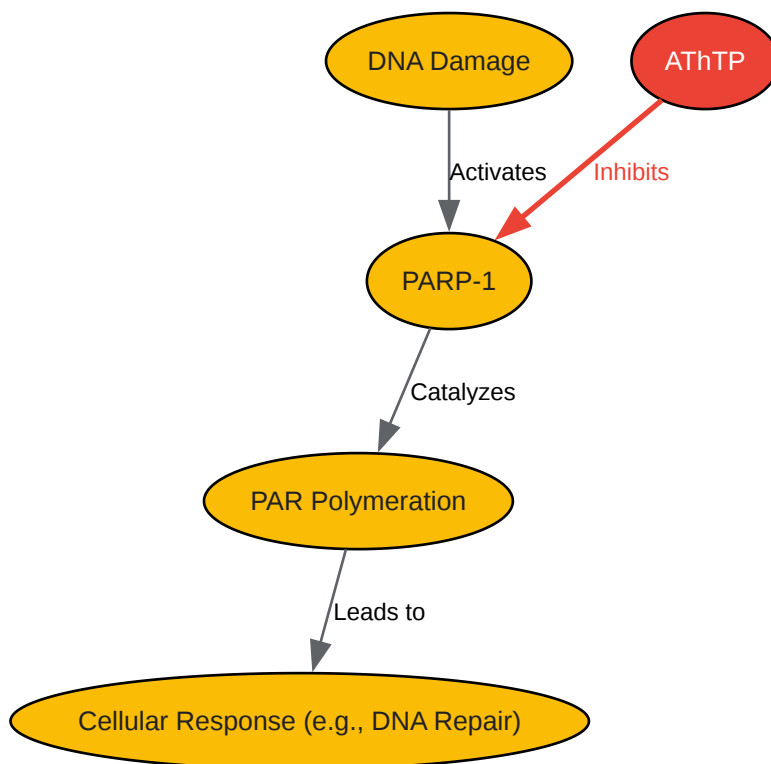 DNA Damage
AThTP
Activates
Inhibits
PARP-1
Catalyzes
PAR Polymeration
Leads to
Cellular Response (e.g., DNA Repair)